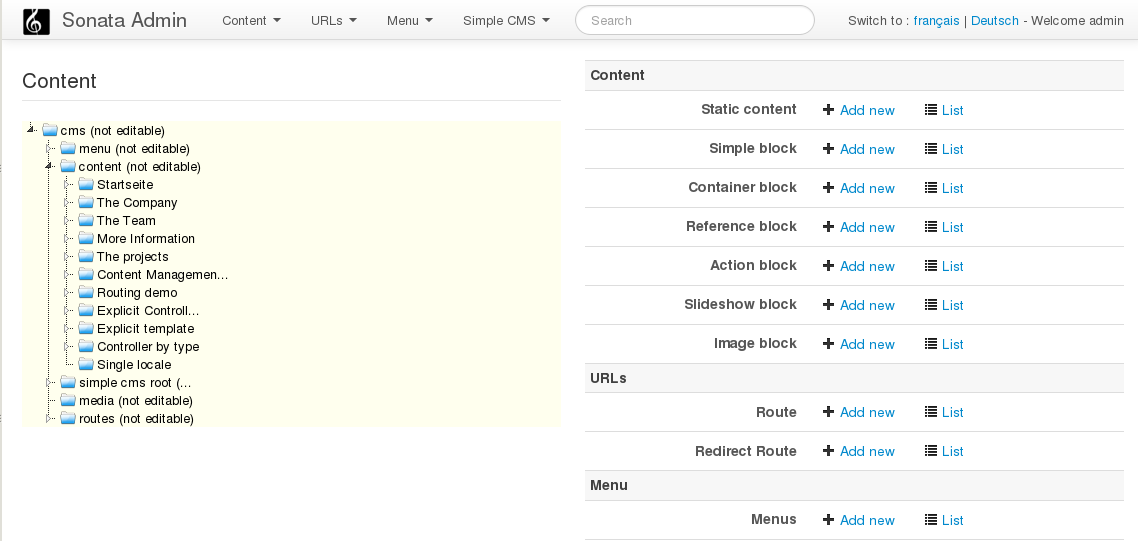 Sonata Admin Content URLs Menu Simple CMS Search Switch to : français | Deutsch - Welcome admin
Content
cms (not editable)
menu (not editable)
content (not editable)
Startseite
The Company
The Team
More Information
The projects
Content Managemen...
Routing demo
Explicit Controll...
Explicit template
Controller by type
Single locale
simple cms root (...
media (not editable)
routes (not editable)
Content
Static content Add new List
Simple block Add new List
Container block Add new List
Reference block Add new List
Action block Add new List
Slideshow block Add new List
Image block Add new List
URLs
Route Add new List
Redirect Route Add new List
Menu
Menus Add new List